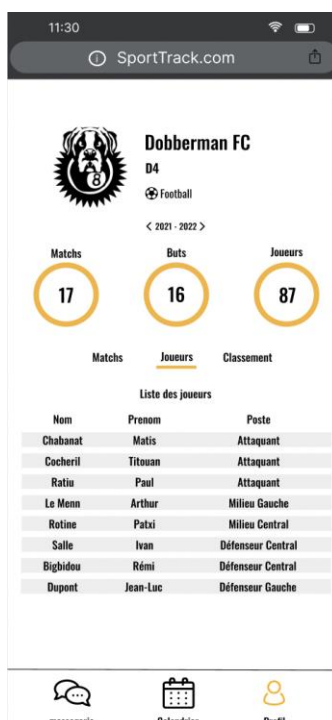 11:30
SportTrack.com
8
Dobberman FC
D4
Football
< 2021 - 2022 >
Matchs Buts Joueurs
17 16 87
Matchs Joueurs Classement
Liste des joueurs
Nom Prenom Poste
Chabanat Matis Attaquant
Cocheril Titouan Attaquant
Ratiu Paul Attaquant
Le Menn Arthur Milieu Gauche
Rotine Patxi Milieu Central
Salle Ivan Défenseur Central
Bigbidou Rémi Défenseur Central
Dupont Jean-Luc Défenseur Gauche
messagerie Calendrier Profil